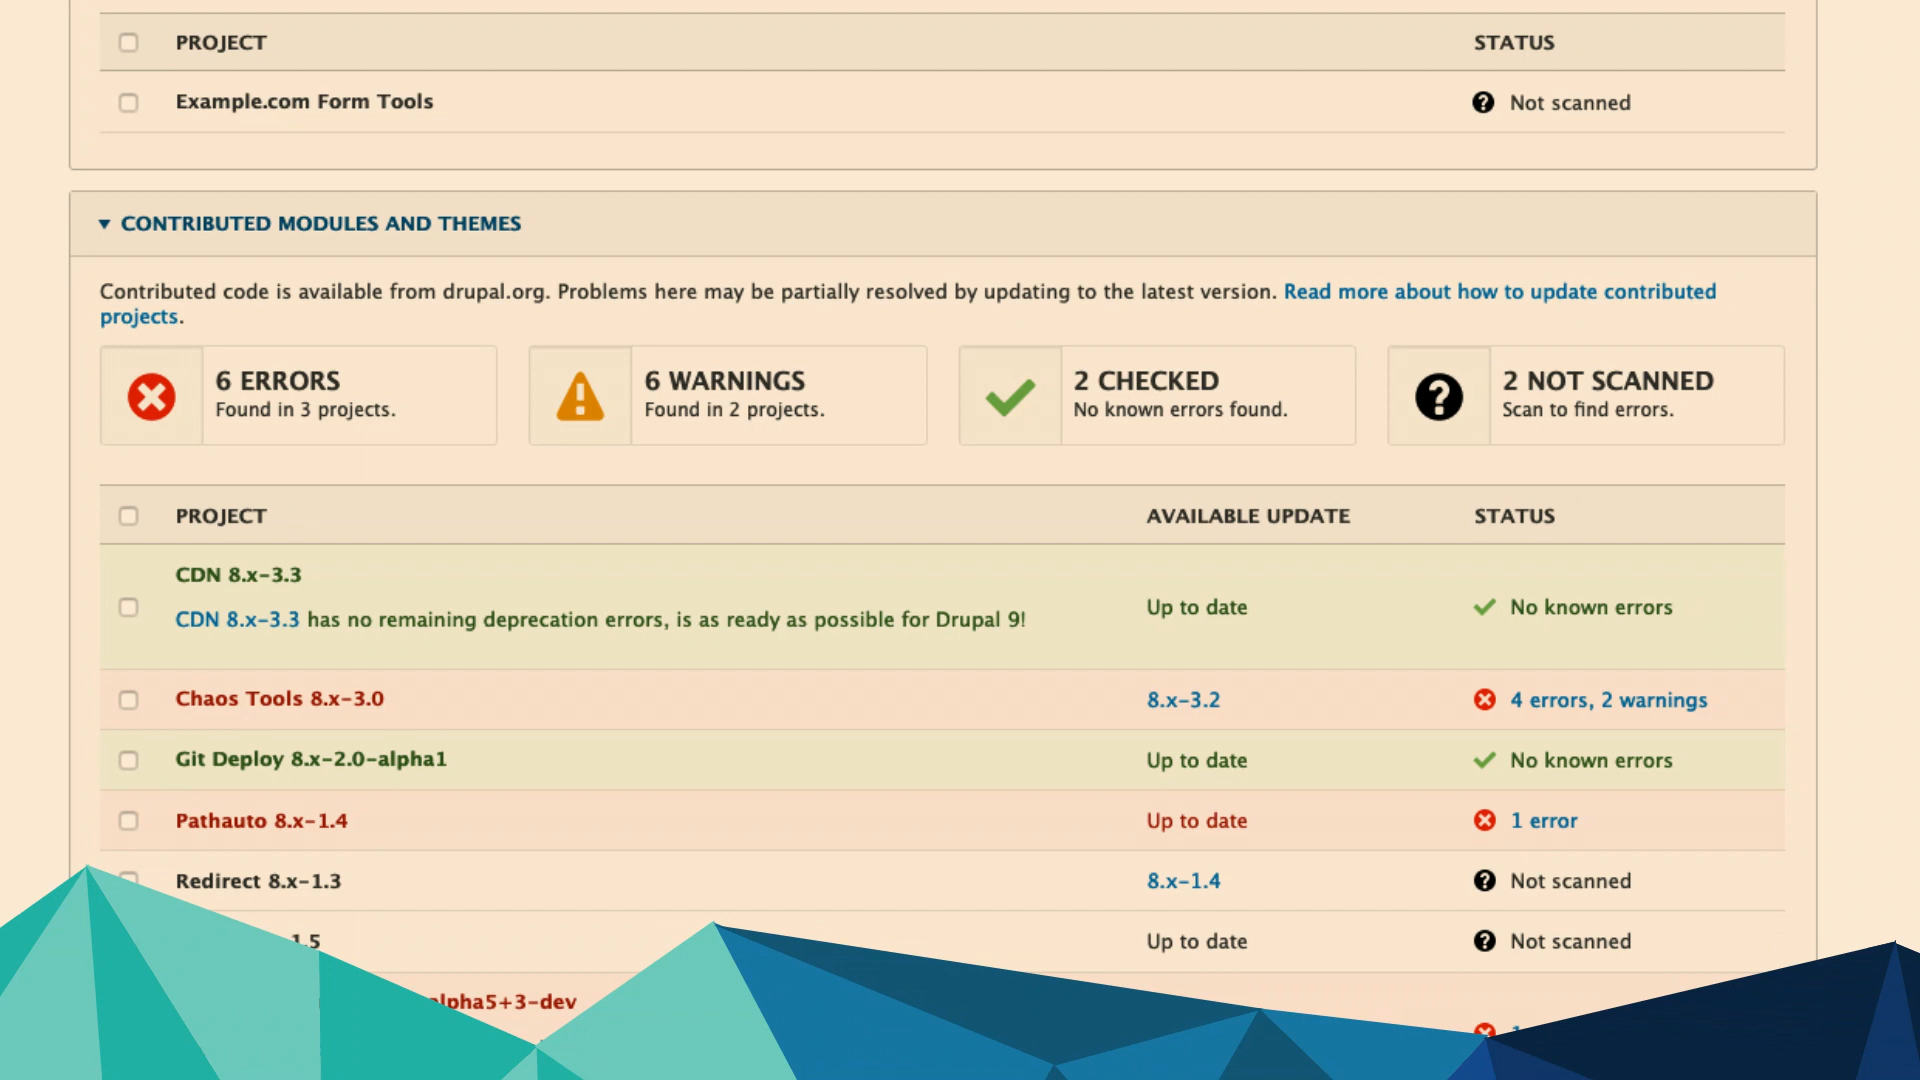 PROJECT STATUS
Example.com Form Tools Not scanned
CONTRIBUTED MODULES AND THEMES
Contributed code is available from drupal.org. Problems here may be partially resolved by updating to the latest version. Read more about how to update contributed
projects.
6 ERRORS
Found in 3 projects.
6 WARNINGS
Found in 2 projects.
2 CHECKED
No known errors found.
2 NOT SCANNED
Scan to find errors.
PROJECT AVAILABLE UPDATE STATUS
CDN 8.x-3.3
CDN 8.x-3.3 has no remaining deprecation errors, is as ready as possible for Drupal 9!
Up to date No known errors
Chaos Tools 8.x-3.0 8.x-3.2 4 errors, 2 warnings
Git Deploy 8.x-2.0-alpha1 Up to date No known errors
Pathauto 8.x-1.4 Up to date 1 error
Redirect 8.x-1.3 8.x-1.4 Not scanned
1.5 Up to date Not scanned
alpha5+3-dev